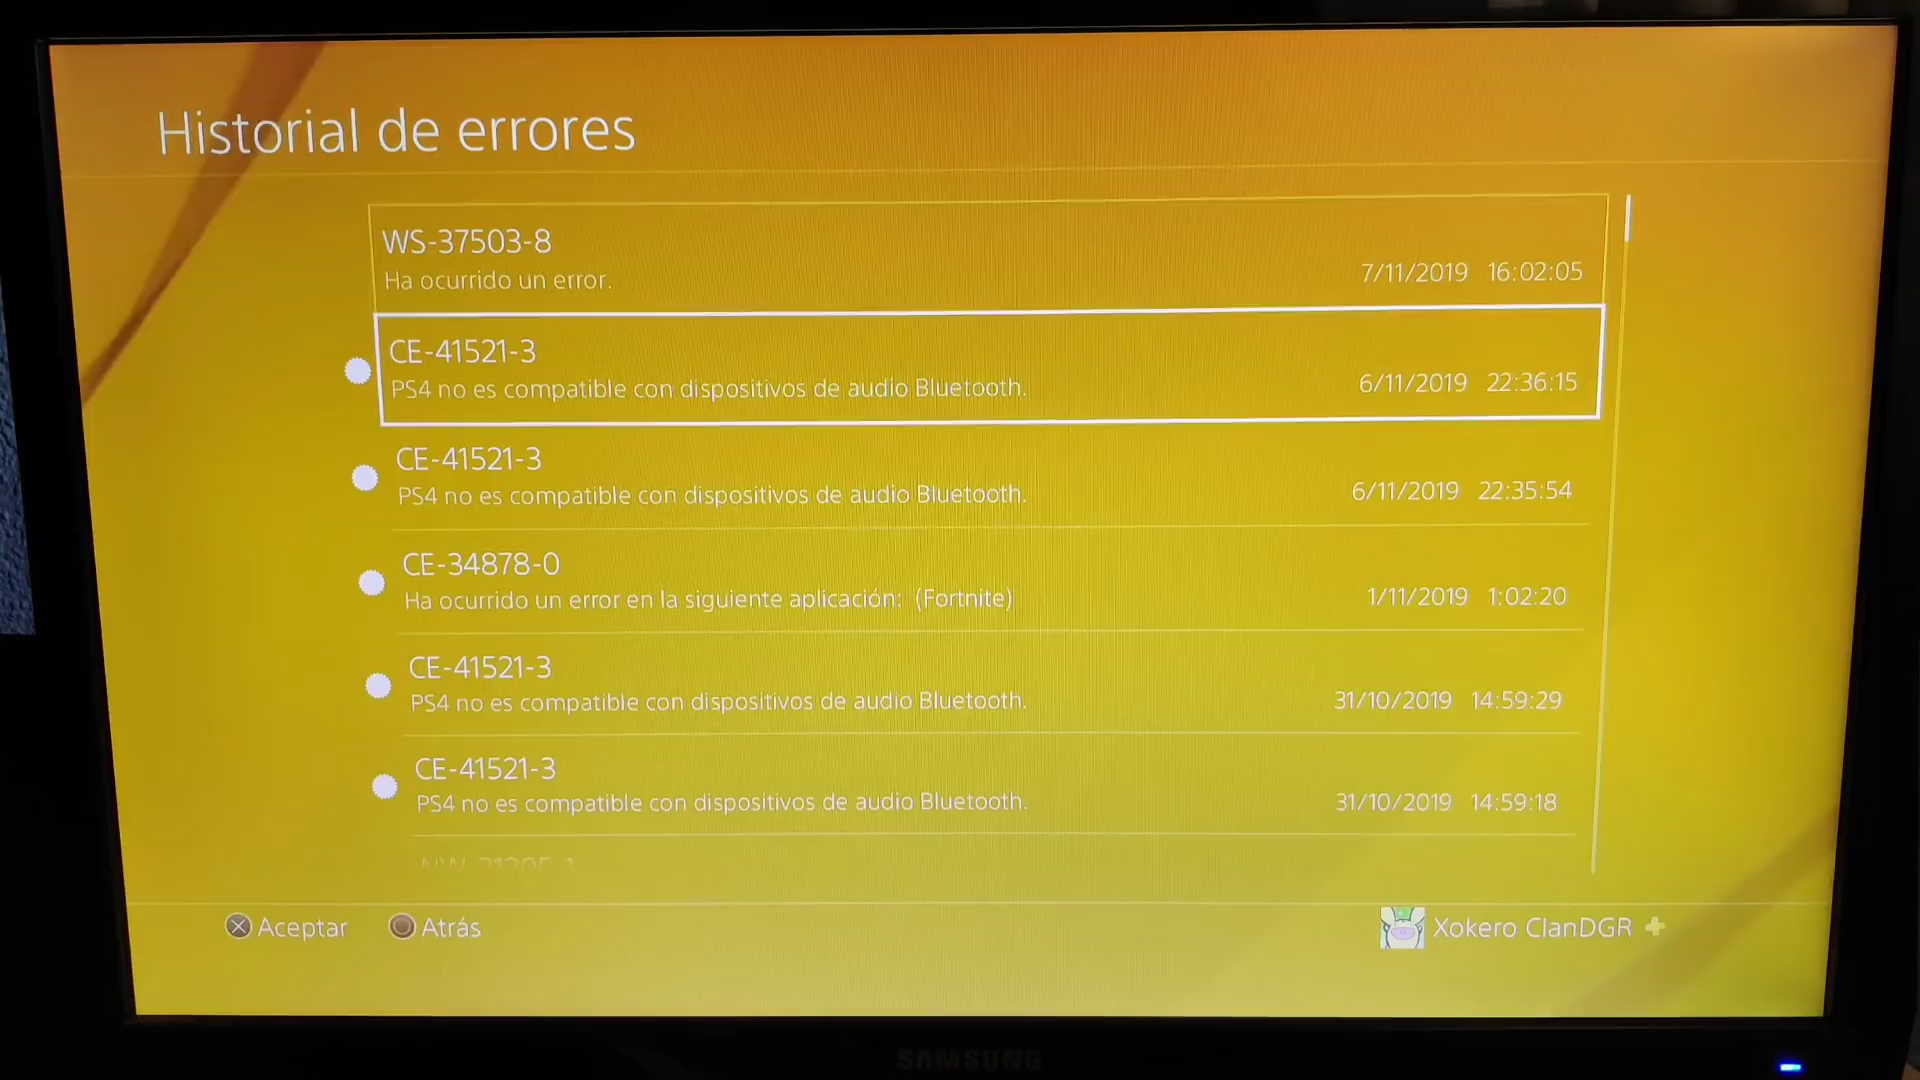 Historial de errores
WS-37503-8
Ha ocurrido un error.
7/11/2019 16:02:05
CE-41521-3
PS4 no es compatible con dispositivos de audio Bluetooth.
6/11/2019 22:36:15
CE-41521-3
PS4 no es compatible con dispositivos de audio Bluetooth.
6/11/2019 22:35:54
CE-34878-0
Ha ocurrido un error en la siguiente aplicación: (Fortnite)
1/11/2019 1:02:20
CE-41521-3
PS4 no es compatible con dispositivos de audio Bluetooth.
31/10/2019 14:59:29
CE-41521-3
PS4 no es compatible con dispositivos de audio Bluetooth.
31/10/2019 14:59:18
Aceptar Atrás Xokero ClanDGR
SAMSUNG